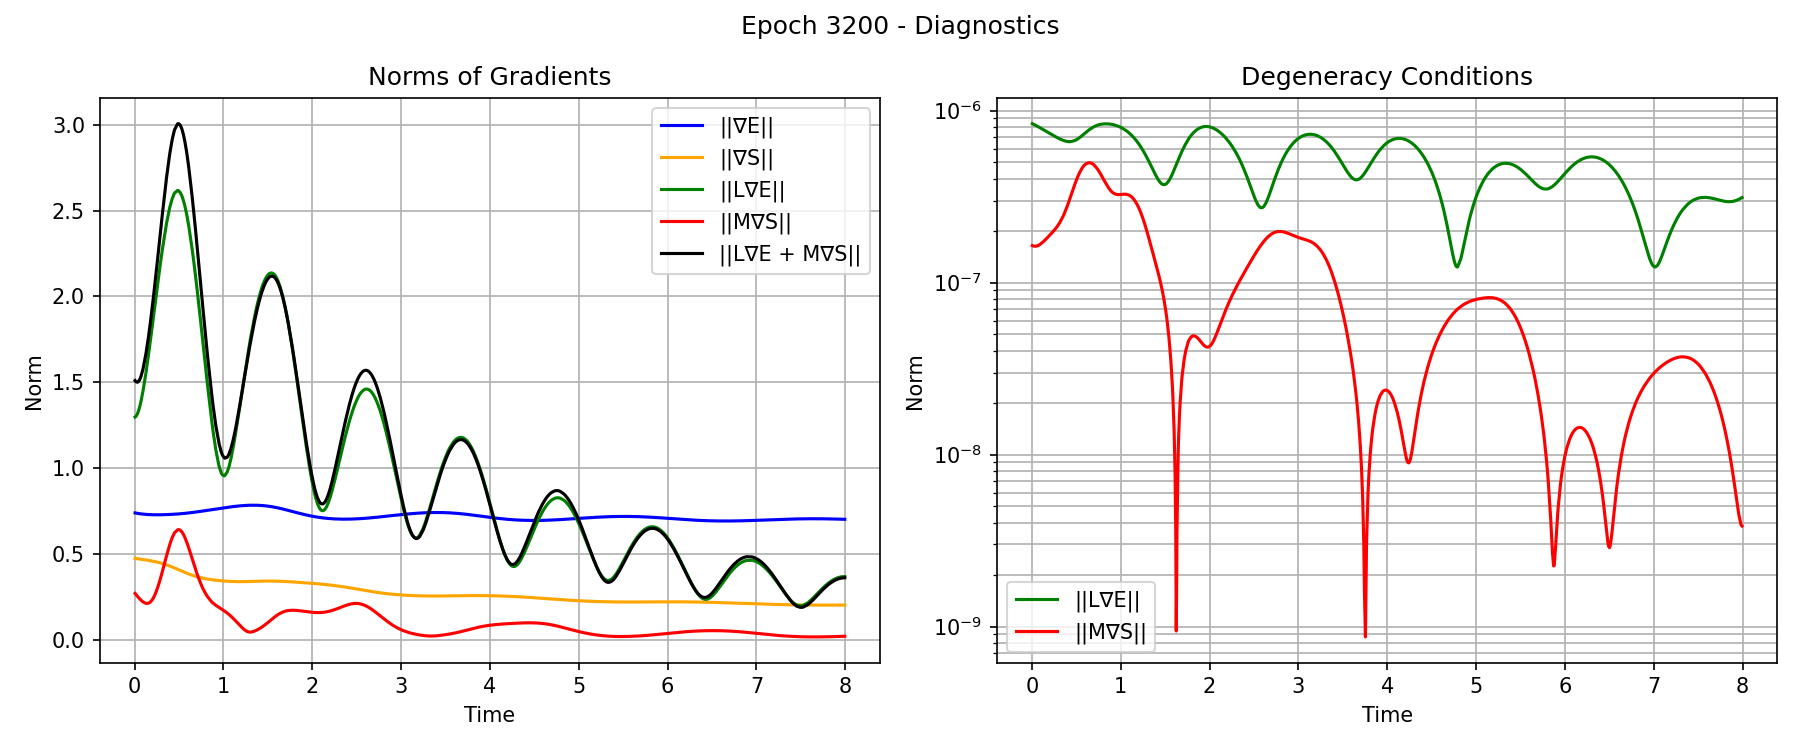 Epoch 3200 - Diagnostics
Norms of Gradients
Norm
3.0
2.5
2.0
1.5
1.0
0.5
0.0
0 1 2 3 4 5 6 7 8
Time
||∇E||
||∇S||
||L∇E||
||M∇S||
||L∇E + M∇S||
Degeneracy Conditions
Norm
10⁻⁶
10⁻⁷
10⁻⁸
10⁻⁹
0 1 2 3 4 5 6 7 8
Time
||L∇E||
||M∇S||